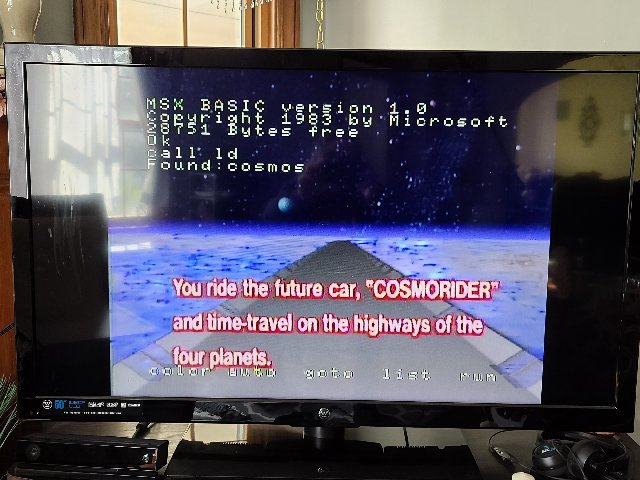 MSX BASIC version 1.0
Copyright 1983 by Microsoft
28751 Bytes free
Ok
call ld
Found:cosmos
You ride the future car, "COSMORIDER"
and time-travel on the highways of the
four planets.
color auto goto list run